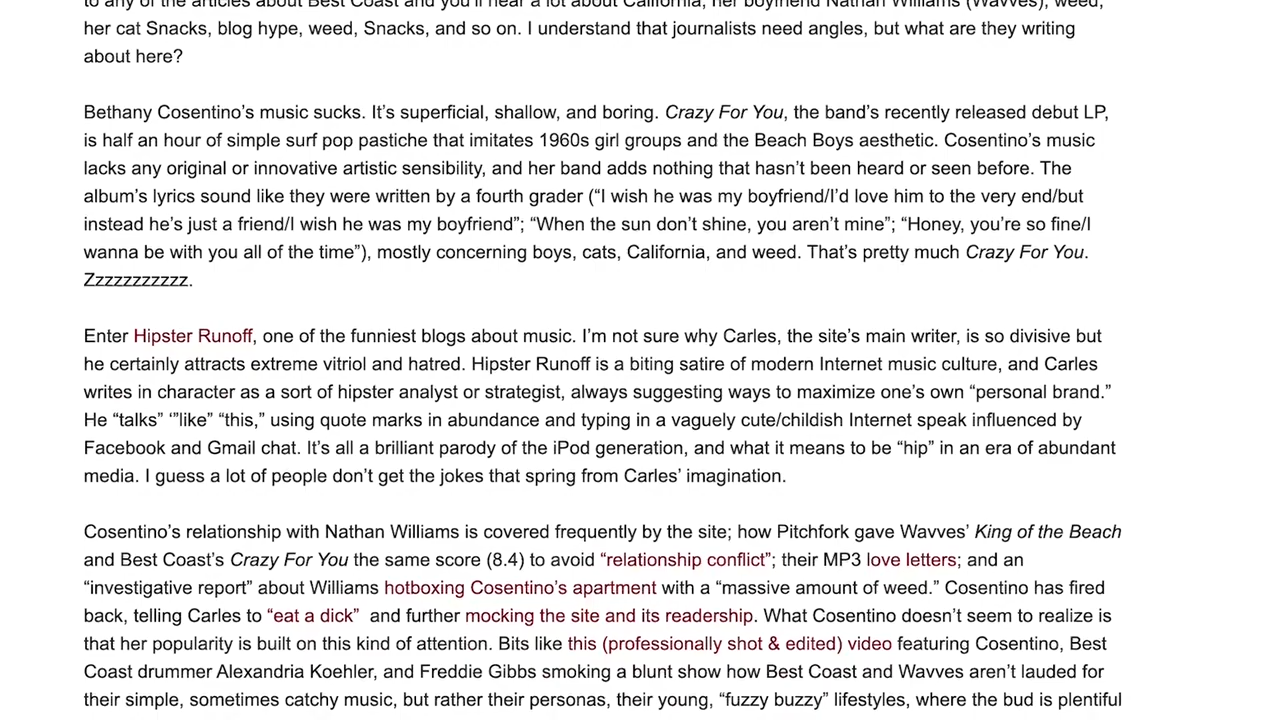 to any of the articles about Best Coast and you'll hear a lot about California, her boyfriend Nathan Williams (Wavves), weed,
her cat Snacks, blog hype, weed, Snacks, and so on. I understand that journalists need angles, but what are they writing
about here?
Bethany Cosentino’s music sucks. It’s superficial, shallow, and boring. Crazy For You, the band’s recently released debut LP,
is half an hour of simple surf pop pastiche that imitates 1960s girl groups and the Beach Boys aesthetic. Cosentino’s music
lacks any original or innovative artistic sensibility, and her band adds nothing that hasn’t been heard or seen before. The
album’s lyrics sound like they were written by a fourth grader (“I wish he was my boyfriend/I’d love him to the very end/but
instead he’s just a friend/I wish he was my boyfriend”; “When the sun don’t shine, you aren’t mine”; “Honey, you’re so fine/I
wanna be with you all of the time”), mostly concerning boys, cats, California, and weed. That’s pretty much Crazy For You.
Zzzzzzzzzzz.
Enter Hipster Runoff, one of the funniest blogs about music. I’m not sure why Carles, the site’s main writer, is so divisive but
he certainly attracts extreme vitriol and hatred. Hipster Runoff is a biting satire of modern Internet music culture, and Carles
writes in character as a sort of hipster analyst or strategist, always suggesting ways to maximize one’s own “personal brand.”
He “talks” ‘”like” “this,” using quote marks in abundance and typing in a vaguely cute/childish Internet speak influenced by
Facebook and Gmail chat. It’s all a brilliant parody of the iPod generation, and what it means to be “hip” in an era of abundant
media. I guess a lot of people don’t get the jokes that spring from Carles’ imagination.
Cosentino’s relationship with Nathan Williams is covered frequently by the site; how Pitchfork gave Wavves’ King of the Beach
and Best Coast’s Crazy For You the same score (8.4) to avoid “relationship conflict”; their MP3 love letters; and an
“investigative report” about Williams hotboxing Cosentino’s apartment with a “massive amount of weed.” Cosentino has fired
back, telling Carles to “eat a dick” and further mocking the site and its readership. What Cosentino doesn’t seem to realize is
that her popularity is built on this kind of attention. Bits like this (professionally shot & edited) video featuring Cosentino, Best
Coast drummer Alexandria Koehler, and Freddie Gibbs smoking a blunt show how Best Coast and Wavves aren’t lauded for
their simple, sometimes catchy music, but rather their personas, their young, “fuzzy buzzy” lifestyles, where the bud is plentiful